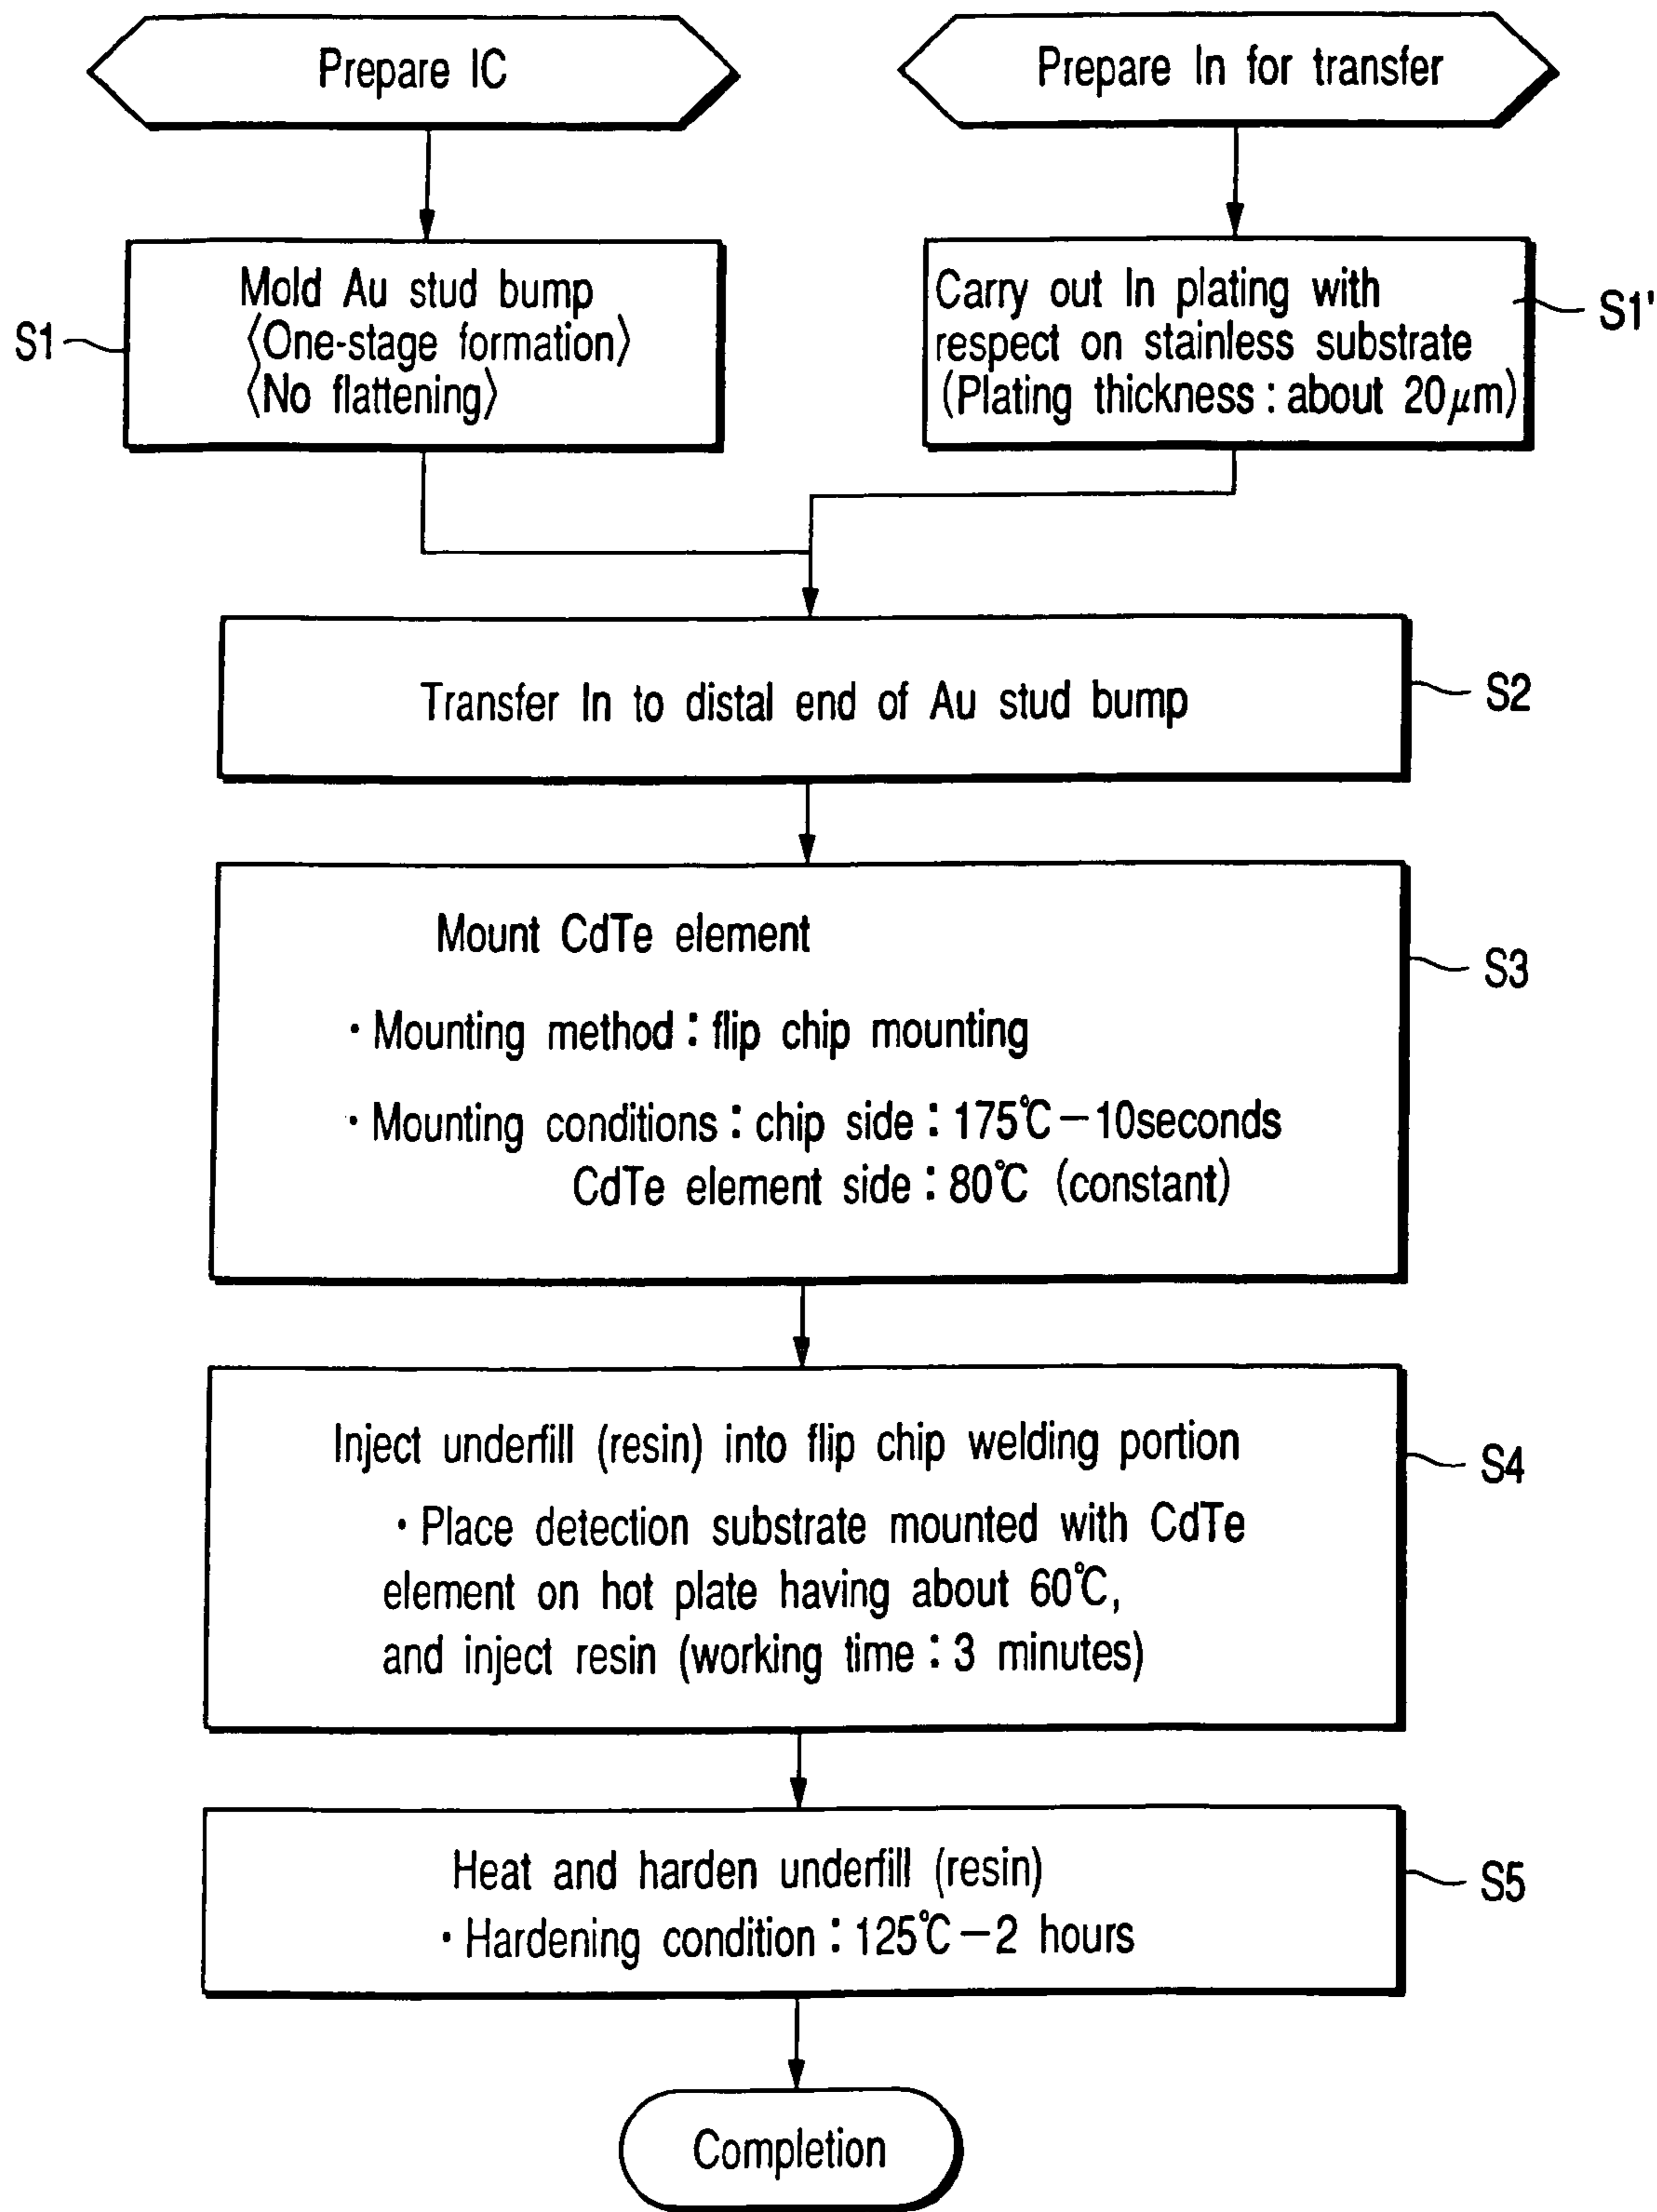 Prepare IC
Prepare In for transfer
S1
Mold Au stud bump
〈One-stage formation〉
〈No flattening〉
Carry out In plating with
respect on stainless substrate
(Plating thickness : about 20μm)
S1'
Transfer In to distal end of Au stud bump
S2
Mount CdTe element
・Mounting method : flip chip mounting
・Mounting conditions : chip side : 175℃－10seconds
CdTe element side : 80℃ (constant)
S3
Inject underfill (resin) into flip chip welding portion
・Place detection substrate mounted with CdTe
element on hot plate having about 60℃,
and inject resin (working time : 3 minutes)
S4
Heat and harden underfill (resin)
・Hardening condition : 125℃－2 hours
S5
Completion